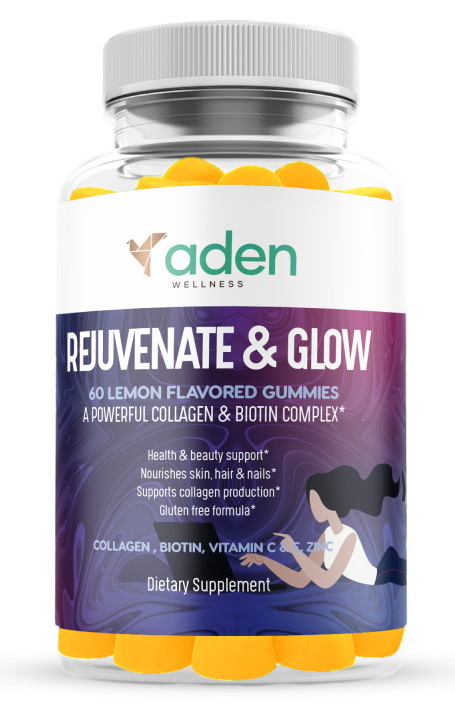 aden
WELLNESS
REJUVENATE & GLOW
60 LEMON FLAVORED GUMMIES
A POWERFUL COLLAGEN & BIOTIN COMPLEX*
Health & beauty support*
Nourishes skin, hair & nails*
Supports collagen production*
Gluten free formula*
COLLAGEN , BIOTIN, VITAMIN C & E, ZINC
Dietary Supplement